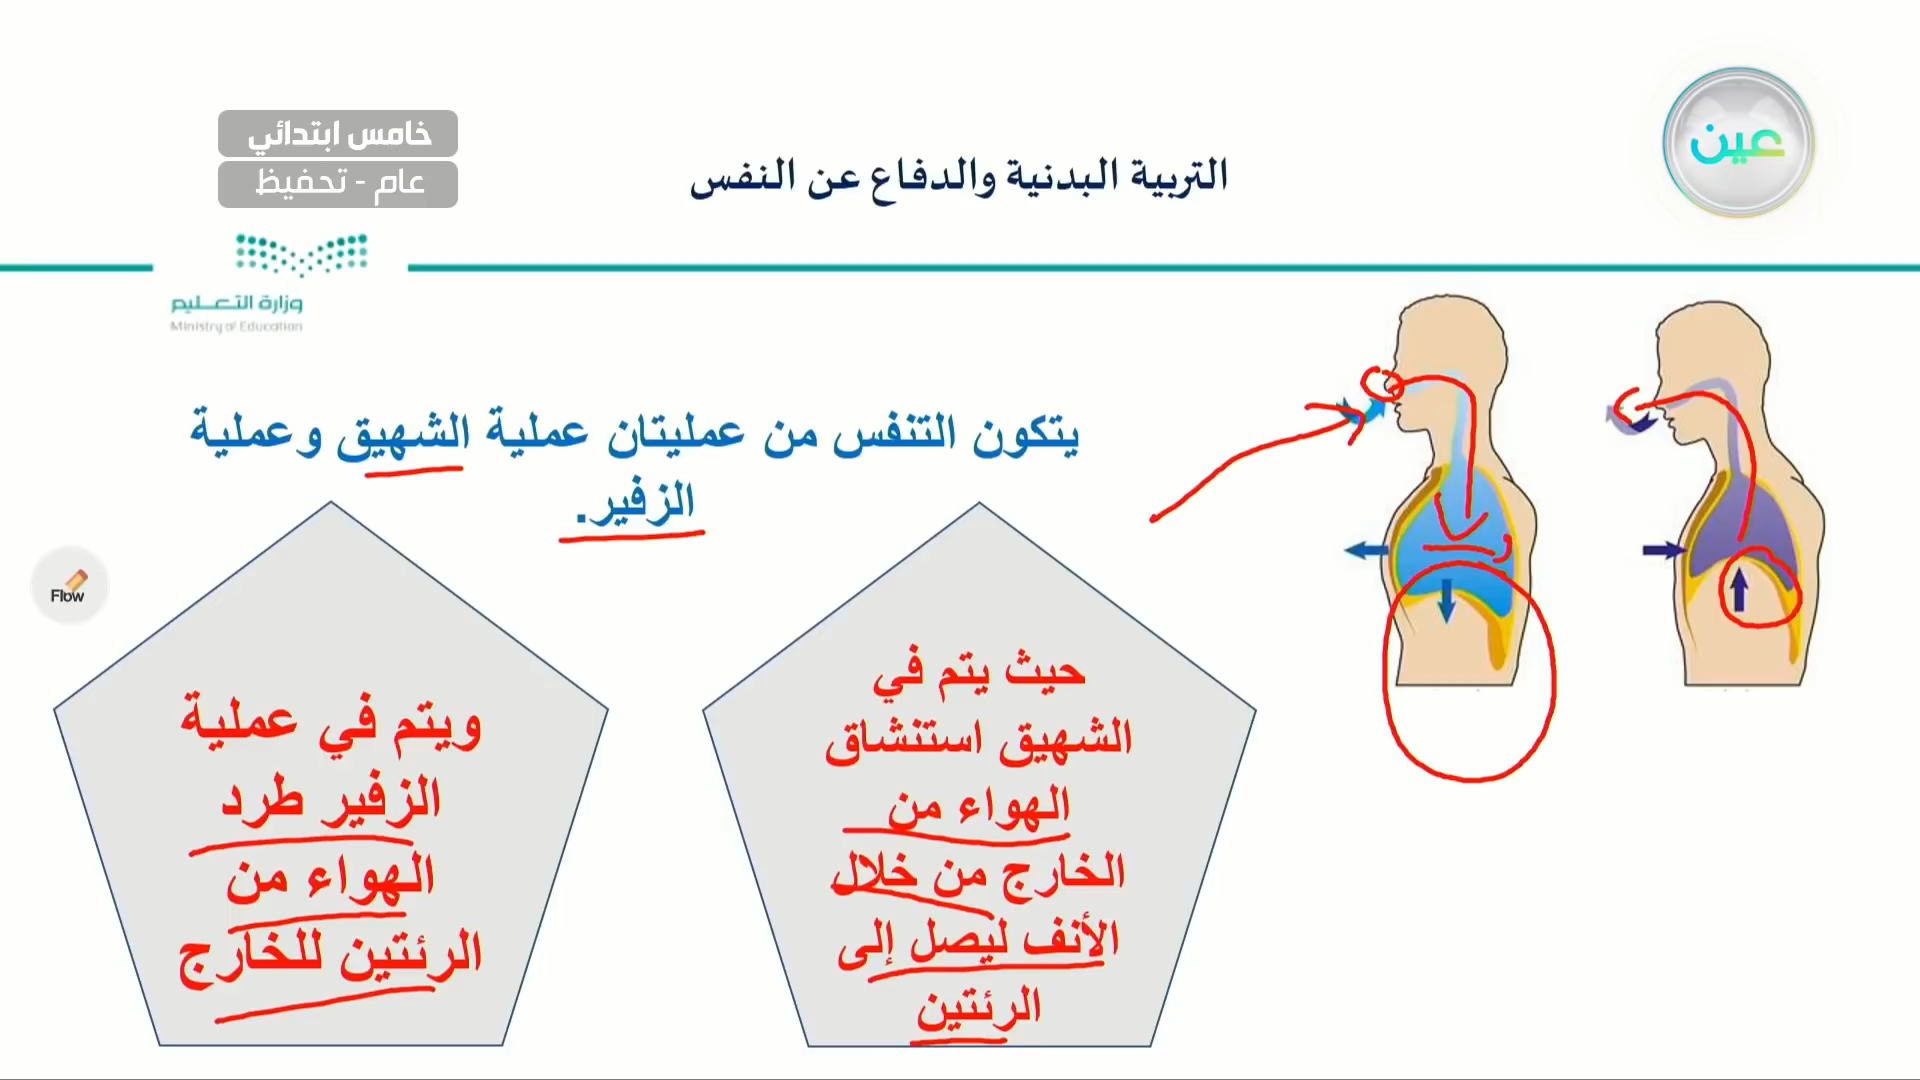 خامس ابتدائي
عام - تحفيظ
التربية البدنية والدفاع عن النفس
عين
وزارة التعليم
Ministry of Education
يتكون التنفس من عمليتان عملية الشهيق وعملية
الزفير.
Flow
حيث يتم في
الشهيق استنشاق
الهواء من
الخارج من خلال
الأنف ليصل إلى
الرئتين
ويتم في عملية
الزفير طرد
الهواء من
الرئتين للخارج